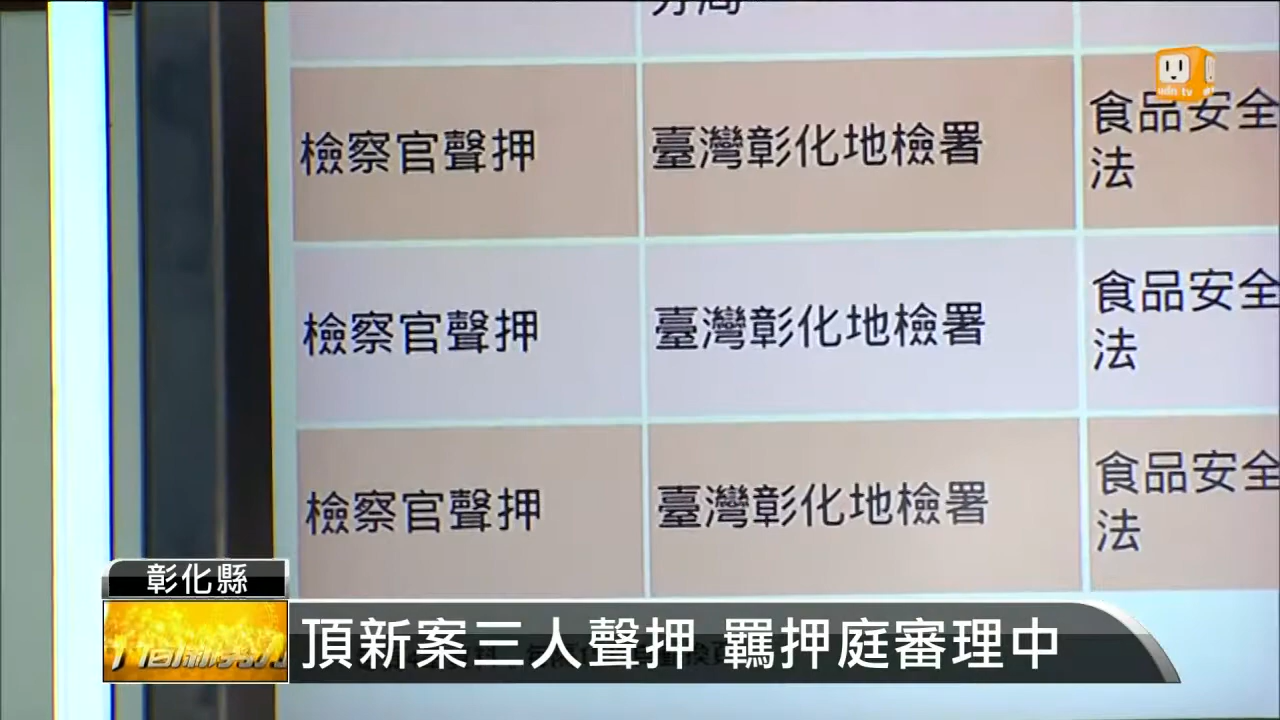 udn tv
檢察官聲押
臺灣彰化地檢署
食品安全
法
檢察官聲押
臺灣彰化地檢署
食品安全
法
檢察官聲押
臺灣彰化地檢署
食品安全
法
彰化縣
頂新案三人聲押 羈押庭審理中